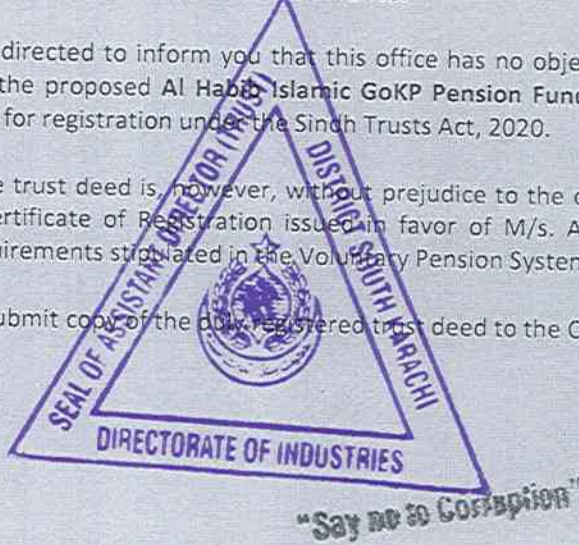 directed to inform you that this office has no obje
the proposed Al Habib Islamic GoKP Pension Fund
for registration under the Sindh Trusts Act, 2020.
e trust deed is, however, without prejudice to the
ertificate of Registration issued in favor of M/s. A
uirements stipulated in the Voluntary Pension System
ubmit copy of the duly registered trust deed to the C
SEAL OF ASSISTANT DIRECTOR (TRUST)
DISTRICT SOUTH KARACHI
DIRECTORATE OF INDUSTRIES
"Say no to Corruption"